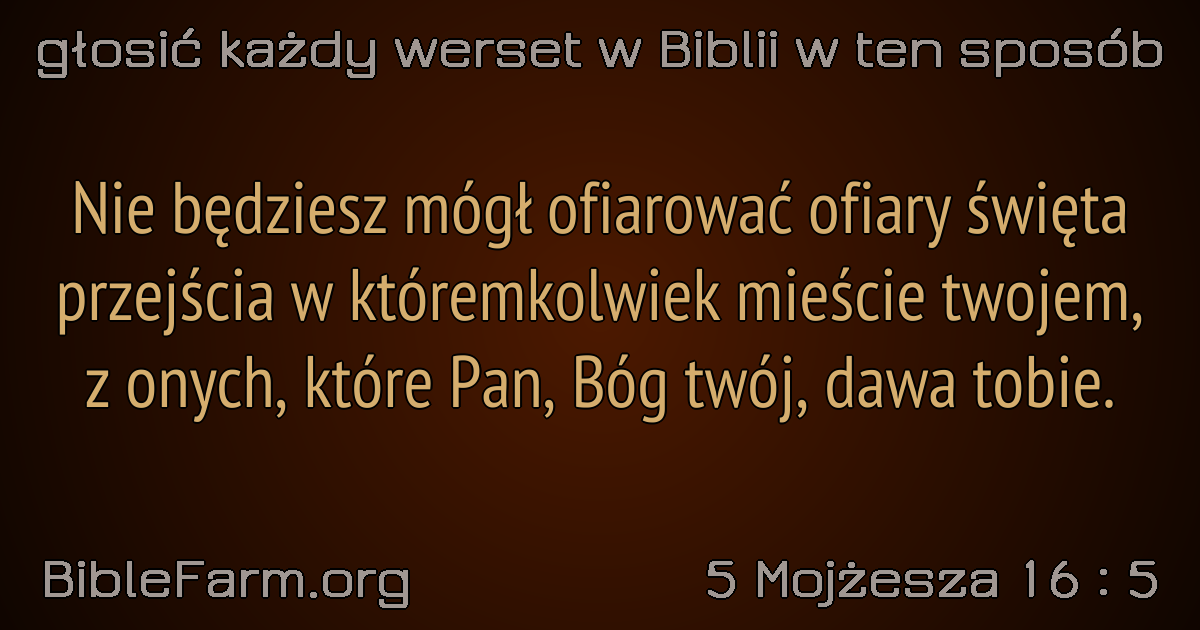 głosić każdy werset w Biblii w ten sposób
Nie będziesz mógł ofiarować ofiary święta
przejścia w któremkolwiek mieście twojem,
z onych, które Pan, Bóg twój, dawa tobie.
BibleFarm.org
5 Mojżesza 16 : 5